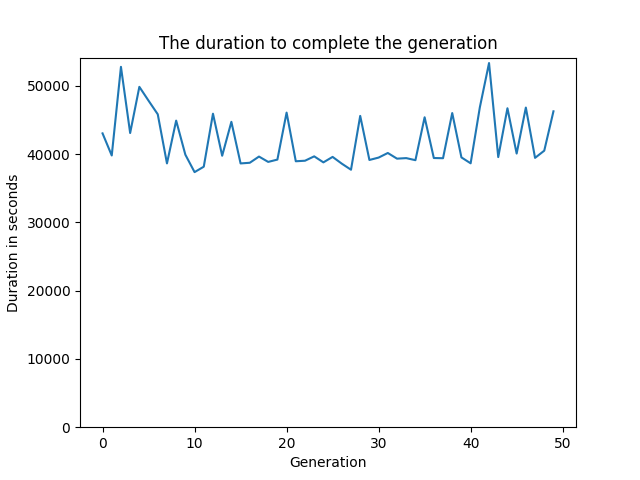 The duration to complete the generation
Duration in seconds
50000
40000
30000
20000
10000
0
0 10 20 30 40 50
Generation